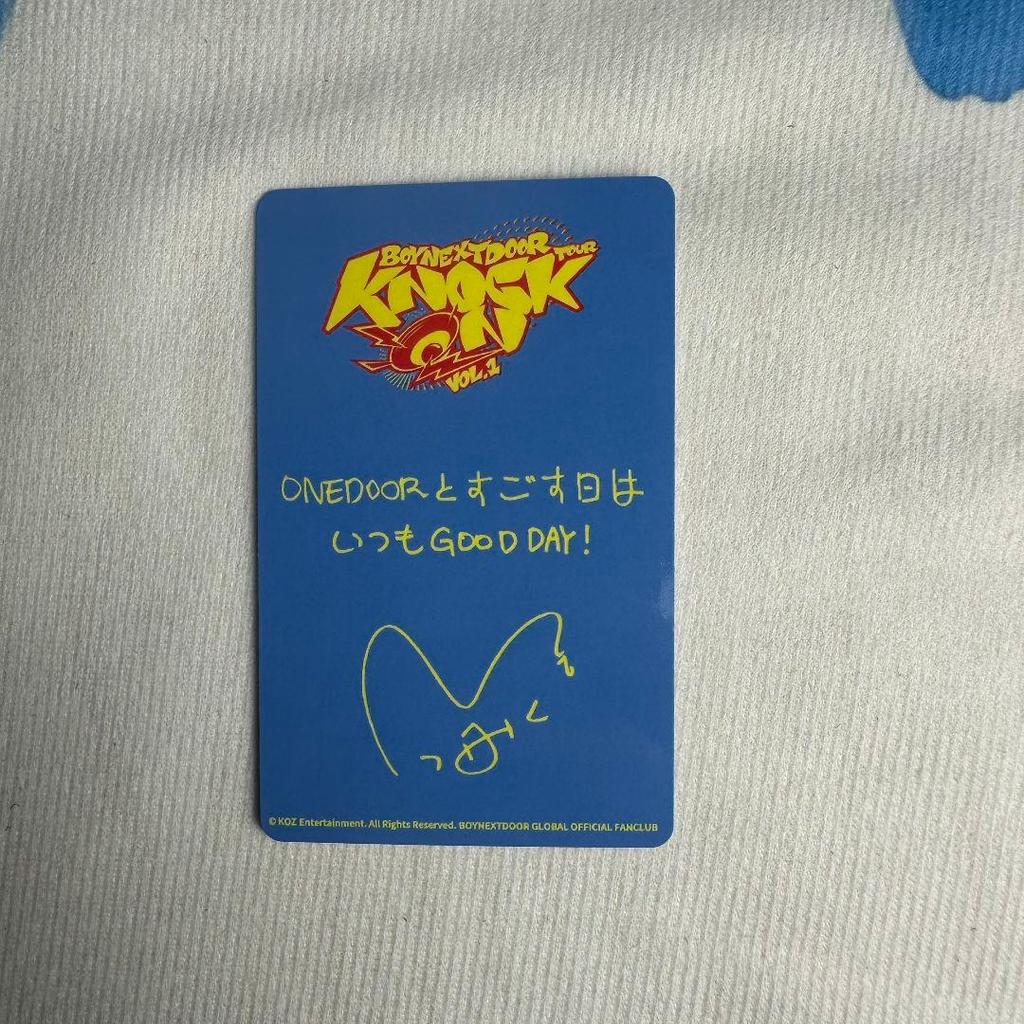 BOYNEXTDOOR TOUR
KNOCK
ON
VOL.1
ONEDOORとすごす日は
いつもGOOD DAY!
© KOZ Entertainment. All Rights Reserved. BOYNEXTDOOR GLOBAL OFFICIAL FANCLUB